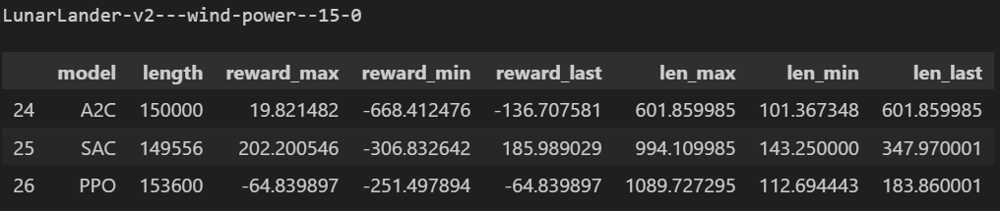 LunarLander-v2---wind-power--15-0
model length reward_max reward_min reward_last len_max len_min len_last
24 A2C 150000 19.821482 -668.412476 -136.707581 601.859985 101.367348 601.859985
25 SAC 149556 202.200546 -306.832642 185.989029 994.109985 143.250000 347.970001
26 PPO 153600 -64.839897 -251.497894 -64.839897 1089.727295 112.694443 183.860001